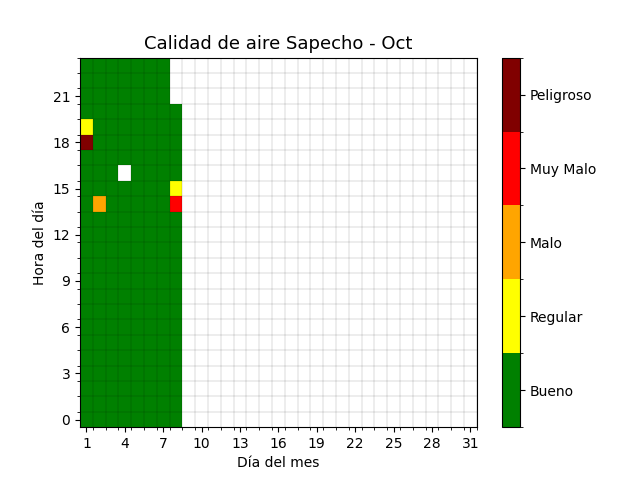 Calidad de aire Sapecho - Oct
Hora del día
21
18
15
12
9
6
3
0
1 4 7 10 13 16 19 22 25 28 31
Día del mes
Peligroso
Muy Malo
Malo
Regular
Bueno